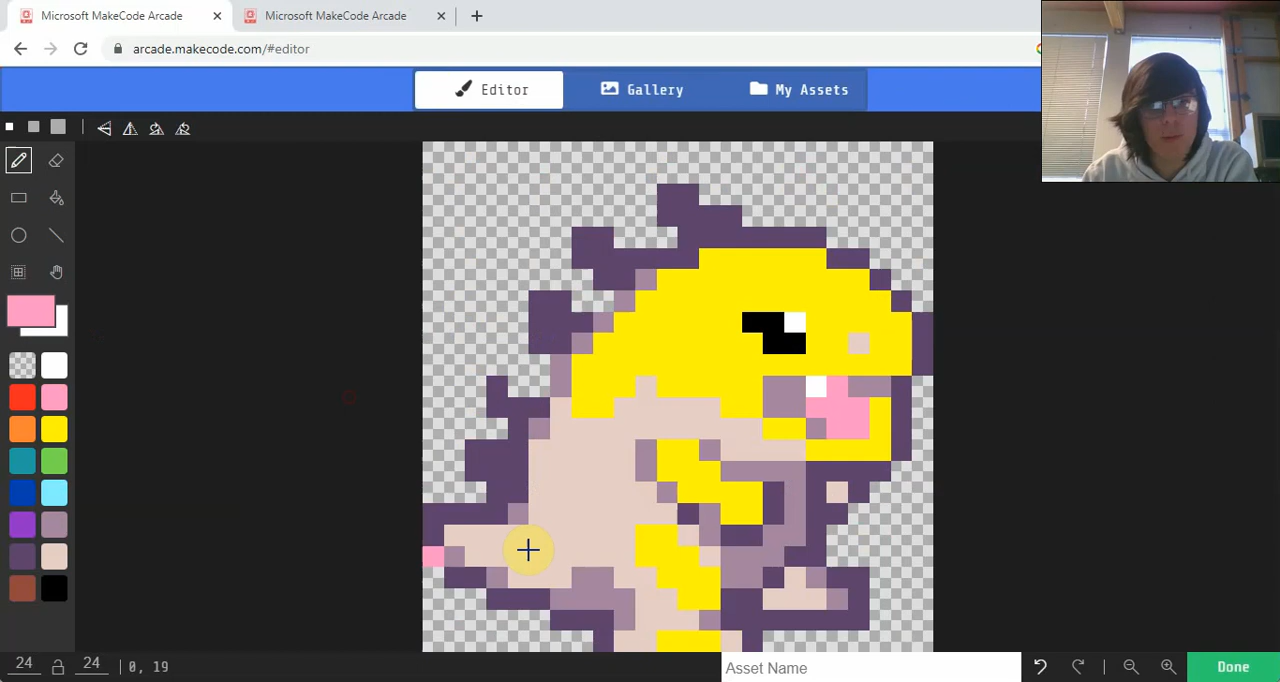 Microsoft MakeCode Arcade
Microsoft MakeCode Arcade
arcade.makecode.com/#editor
Editor
Gallery
My Assets
24
24
0, 19
Asset Name
Done